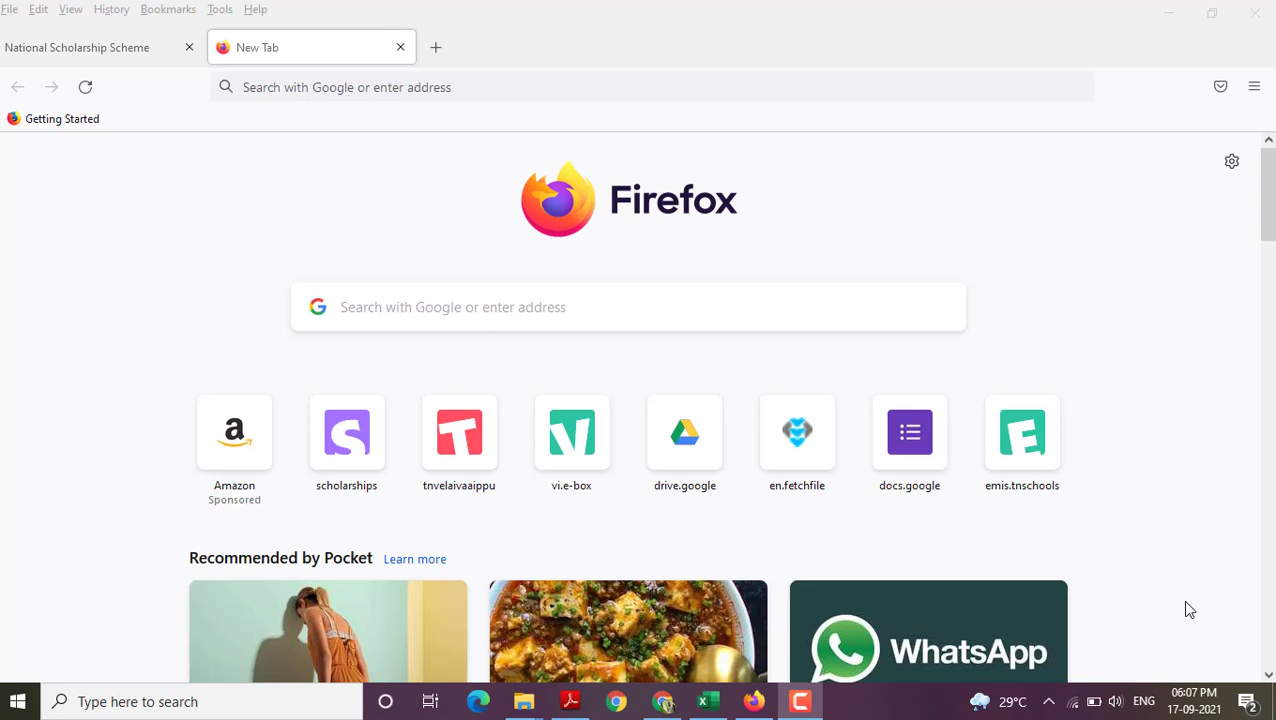 File Edit View History Bookmarks Tools Help
National Scholarship Scheme
New Tab
Search with Google or enter address
Getting Started
Firefox
Search with Google or enter address
Amazon scholarships tnvelaivaaippu vi.e-box drive.google en.fetchfile docs.google emis.tnschools
Sponsored
Recommended by Pocket Learn more
WhatsApp
Type here to search
29°C
ENG
06:07 PM
17-09-2021
2